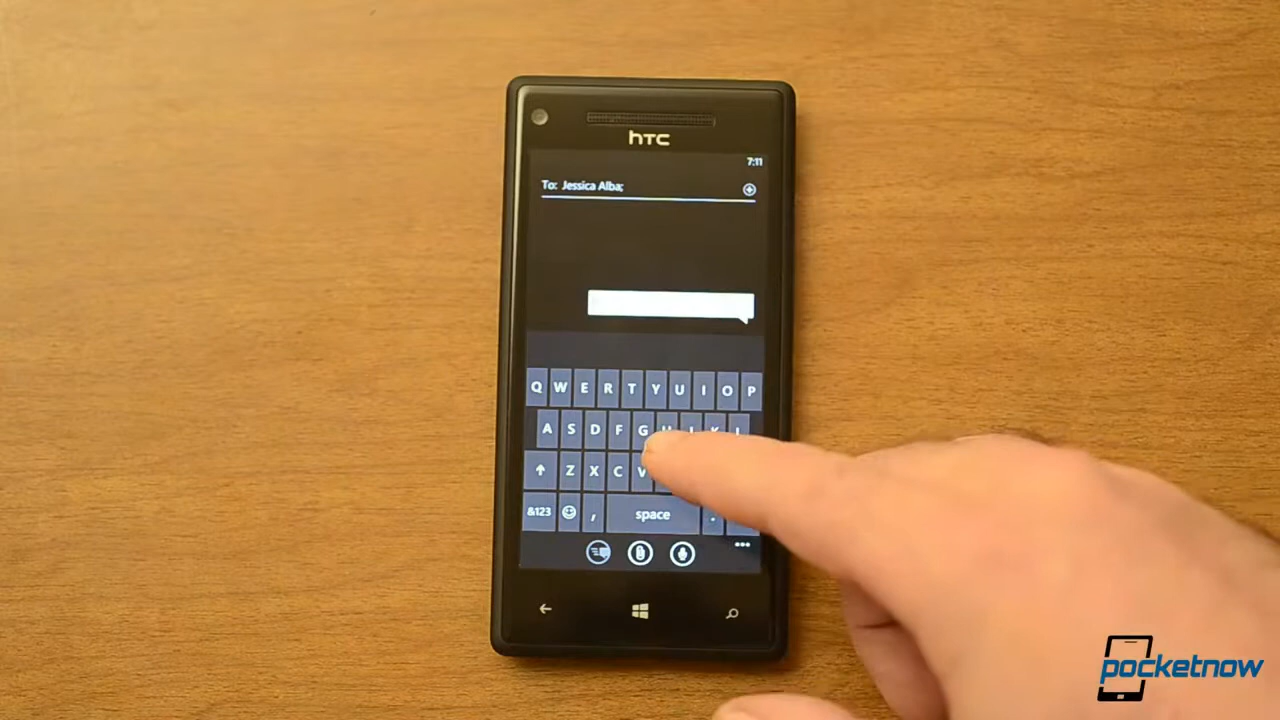 hTC
7:11
To: Jessica Alba;
Q W E R T Y U I O P
A S D F G
Z X C V
&123 , space .
pocketnow